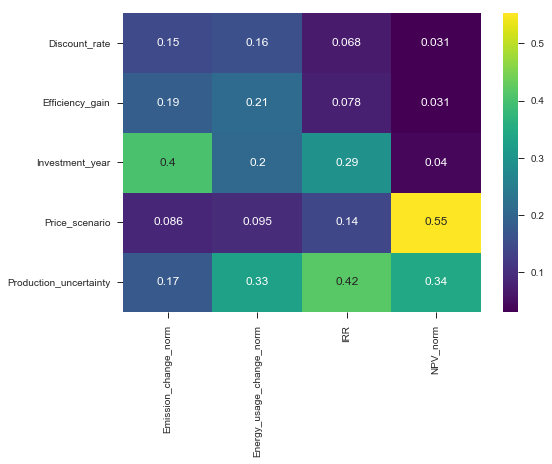 Discount_rate 0.15 0.16 0.068 0.031
Efficiency_gain 0.19 0.21 0.078 0.031
Investment_year 0.4 0.2 0.29 0.04
Price_scenario 0.086 0.095 0.14 0.55
Production_uncertainty 0.17 0.33 0.42 0.34
Emission_change_norm
Energy_usage_change_norm
IRR
NPV_norm
0.5
0.4
0.3
0.2
0.1